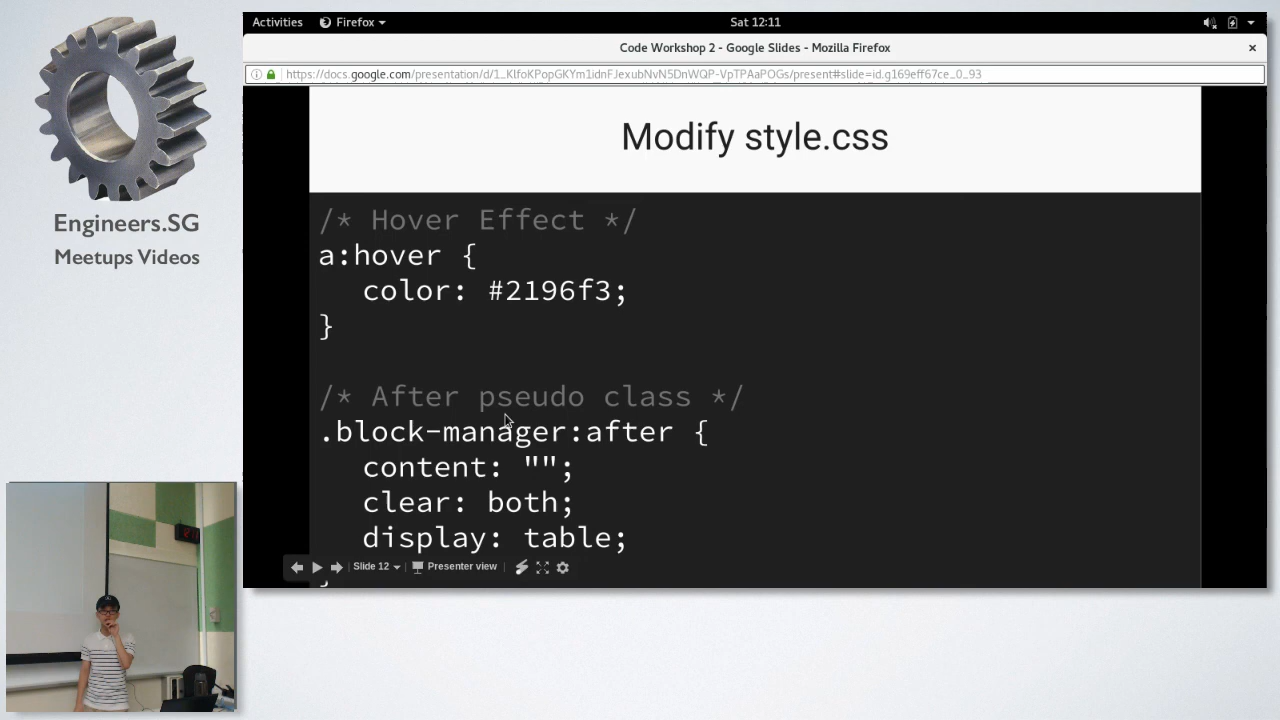 Engineers.SG
Meetups Videos
Activities
Firefox
Sat 12:11
Code Workshop 2 - Google Slides - Mozilla Firefox
https://docs.google.com/presentation/d/1…KlfoKPopGKYm1idnFJexubNvN5DnWQP-VpTPAaPOGs/present#slide=id.g169eff67ce_0_93
Modify style.css
/* Hover Effect */
a:hover {
color: #2196f3;
}
/* After pseudo class */
.block-manager:after {
content: "";
clear: both;
display: table;
}
Slide 12
Presenter view